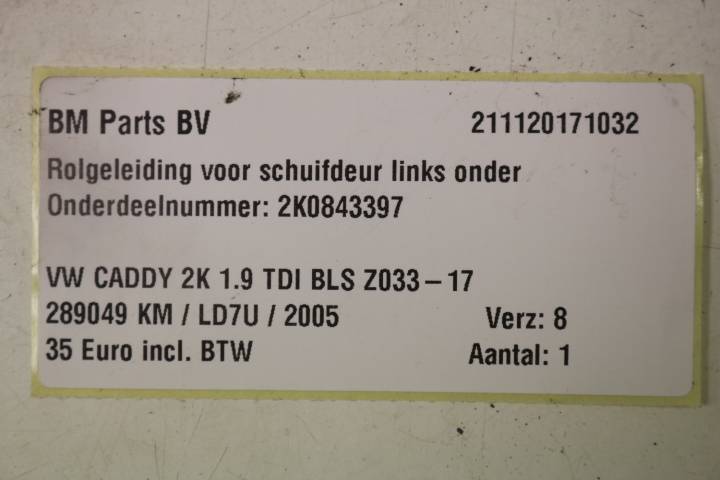 BM Parts BV 211120171032
Rolgeleiding voor schuifdeur links onder
Onderdeelnummer: 2K0843397
VW CADDY 2K 1.9 TDI BLS Z033-17
289049 KM / LD7U / 2005 Verz: 8
35 Euro incl. BTW Aantal: 1